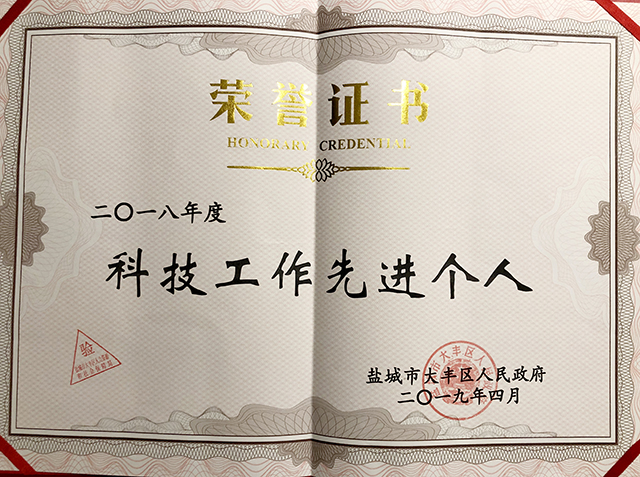 荣誉证书
HONORARY CREDENTIAL
二〇一八年度
科技工作先进个人
验
盐城市大丰区人民政府
二〇一九年四月